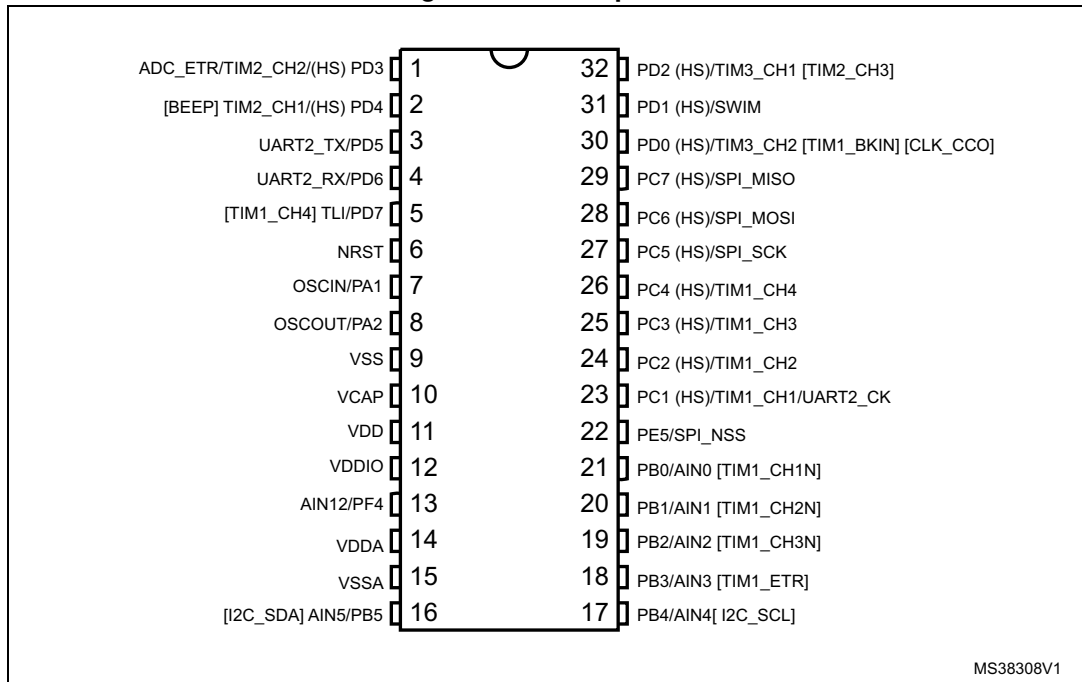 ADC_ETR/TIM2_CH2/(HS) PD3 1 32 PD2 (HS)/TIM3_CH1 [TIM2_CH3]
[BEEP] TIM2_CH1/(HS) PD4 2 31 PD1 (HS)/SWIM
UART2_TX/PD5 3 30 PD0 (HS)/TIM3_CH2 [TIM1_BKIN] [CLK_CCO]
UART2_RX/PD6 4 29 PC7 (HS)/SPI_MISO
[TIM1_CH4] TLI/PD7 5 28 PC6 (HS)/SPI_MOSI
NRST 6 27 PC5 (HS)/SPI_SCK
OSCIN/PA1 7 26 PC4 (HS)/TIM1_CH4
OSCOUT/PA2 8 25 PC3 (HS)/TIM1_CH3
VSS 9 24 PC2 (HS)/TIM1_CH2
VCAP 10 23 PC1 (HS)/TIM1_CH1/UART2_CK
VDD 11 22 PE5/SPI_NSS
VDDIO 12 21 PB0/AIN0 [TIM1_CH1N]
AIN12/PF4 13 20 PB1/AIN1 [TIM1_CH2N]
VDDA 14 19 PB2/AIN2 [TIM1_CH3N]
VSSA 15 18 PB3/AIN3 [TIM1_ETR]
[I2C_SDA] AIN5/PB5 16 17 PB4/AIN4[ I2C_SCL]
MS38308V1